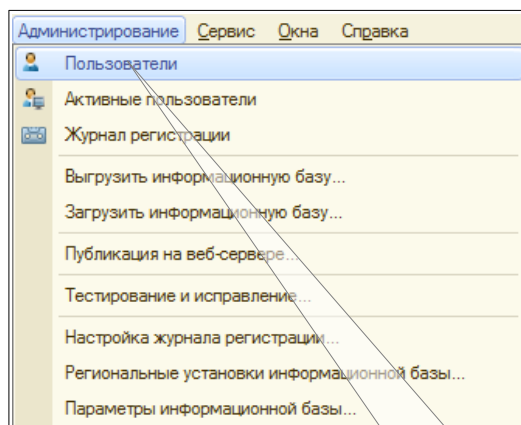 Администрирование Сервис Окна Справка
Пользователи
Активные пользователи
Журнал регистрации
Выгрузить информационную базу...
Загрузить информационную базу...
Публикация на веб-сервере...
Тестирование и исправление...
Настройка журнала регистрации...
Региональные установки информационной базы...
Параметры информационной базы...